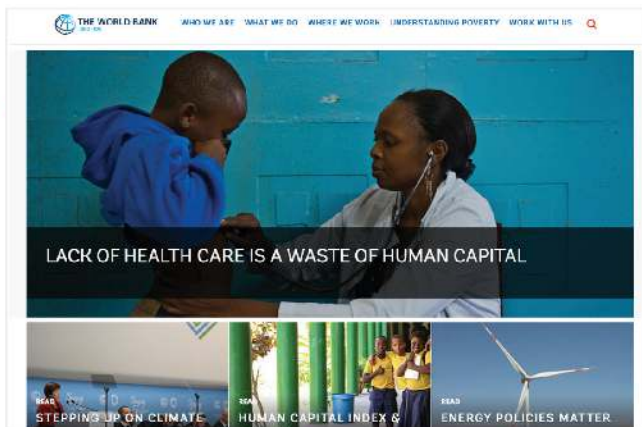 THE WORLD BANK
WHO WE ARE WHAT WE DO WHERE WE WORK UNDERSTANDING POVERTY WORK WITH US
LACK OF HEALTH CARE IS A WASTE OF HUMAN CAPITAL
READ READ READ
STEPPING UP ON CLIMATE HUMAN CAPITAL INDEX & ENERGY POLICIES MATTER